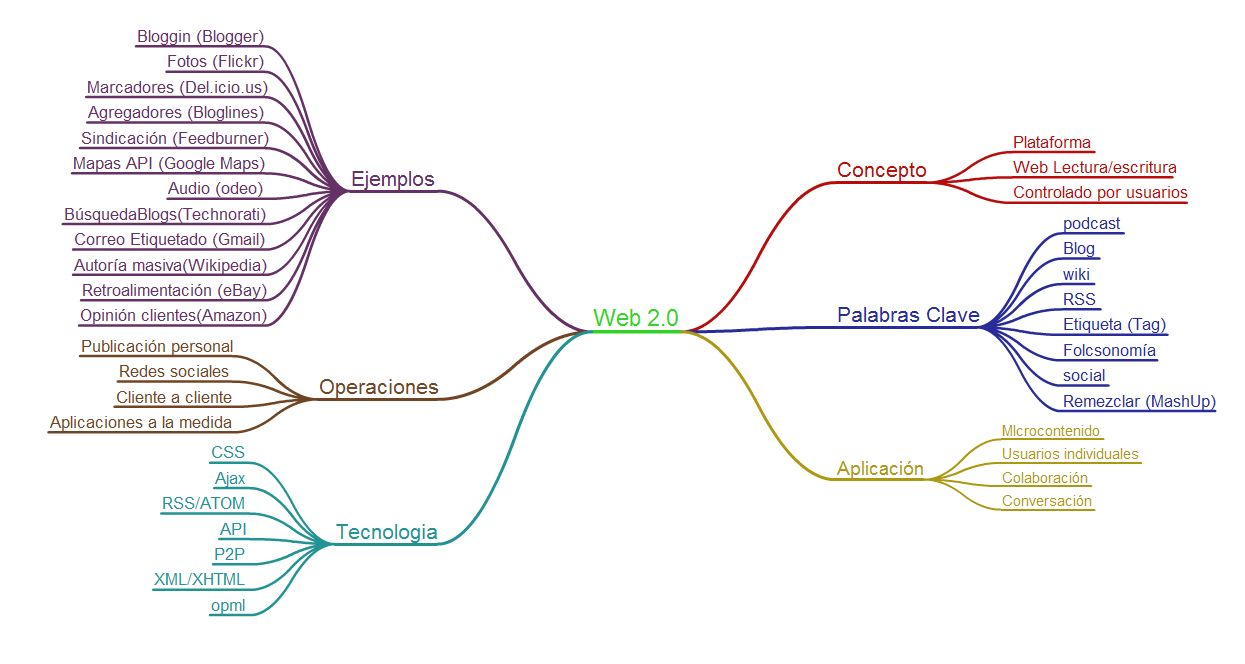 Web 2.0
Ejemplos
Bloggin (Blogger)
Fotos (Flickr)
Marcadores (Del.icio.us)
Agregadores (Bloglines)
Sindicación (Feedburner)
Mapas API (Google Maps)
Audio (odeo)
BúsquedaBlogs(Technorati)
Correo Etiquetado (Gmail)
Autoría masiva(Wikipedia)
Retroalimentación (eBay)
Opinión clientes(Amazon)
Operaciones
Publicación personal
Redes sociales
Cliente a cliente
Aplicaciones a la medida
Tecnologia
CSS
Ajax
RSS/ATOM
API
P2P
XML/XHTML
opml
Concepto
Plataforma
Web Lectura/escritura
Controlado por usuarios
Palabras Clave
podcast
Blog
wiki
RSS
Etiqueta (Tag)
Folcsonomía
social
Remezclar (MashUp)
Aplicación
MIcrocontenido
Usuarios individuales
Colaboración
Conversación